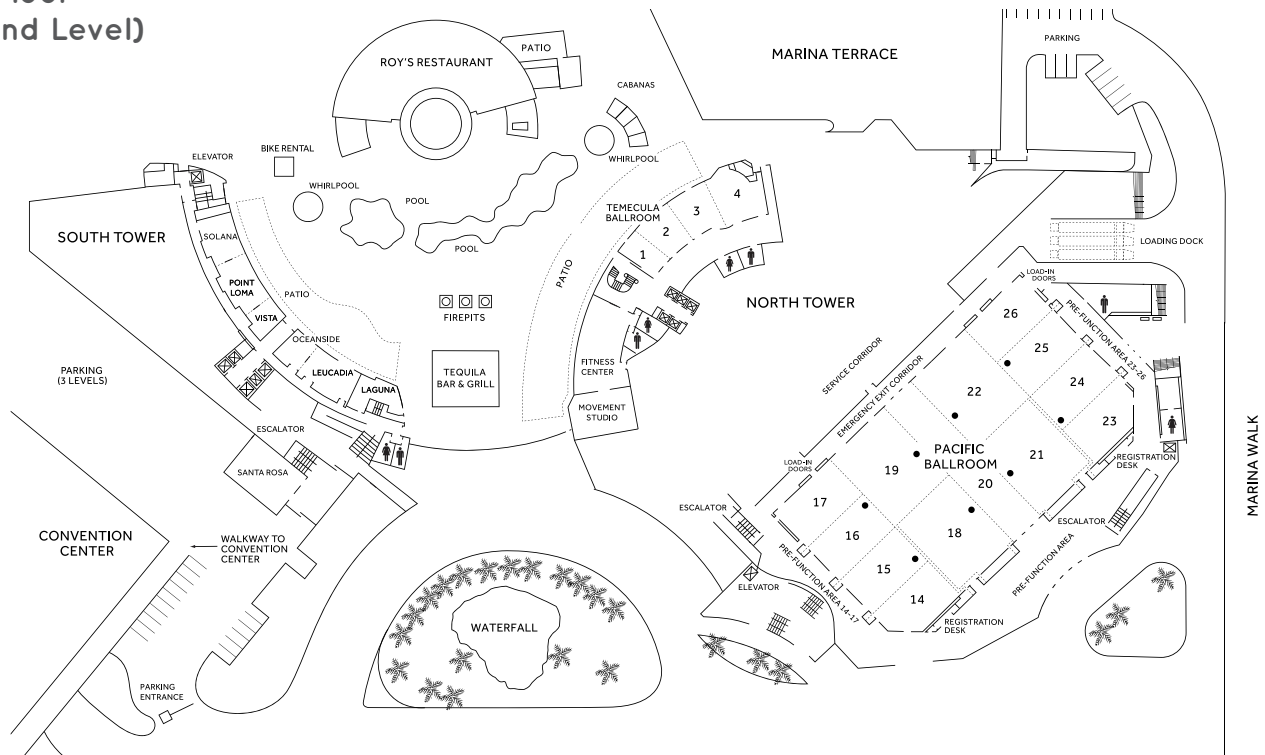 nd Level)
ROY'S RESTAURANT
PATIO
MARINA TERRACE
PARKING
CABANAS
WHIRLPOOL
ELEVATOR
BIKE RENTAL
WHIRLPOOL
POOL
POOL
TEMECULA
BALLROOM
1
2
3
4
SOUTH TOWER
SOLANA
POINT
LOMA
VISTA
PATIO
OCEANSIDE
LEUCADIA
LAGUNA
FIREPITS
TEQUILA
BAR & GRILL
PATIO
FITNESS
CENTER
MOVEMENT
STUDIO
NORTH TOWER
LOADING DOCK
LOAD-IN
DOORS
PRE-FUNCTION AREA 23-26
SERVICE CORRIDOR
EMERGENCY EXIT CORRIDOR
26
25
24
23
22
21
PACIFIC
BALLROOM
20
19
18
17
16
15
14
LOAD-IN
DOORS
REGISTRATION
DESK
ESCALATOR
MARINA WALK
PARKING
(3 LEVELS)
ESCALATOR
SANTA ROSA
CONVENTION
CENTER
WALKWAY TO
CONVENTION
CENTER
WATERFALL
PARKING
ENTRANCE
ESCALATOR
ELEVATOR
PRE-FUNCTION AREA 14-17
PRE-FUNCTION AREA
REGISTRATION
DESK